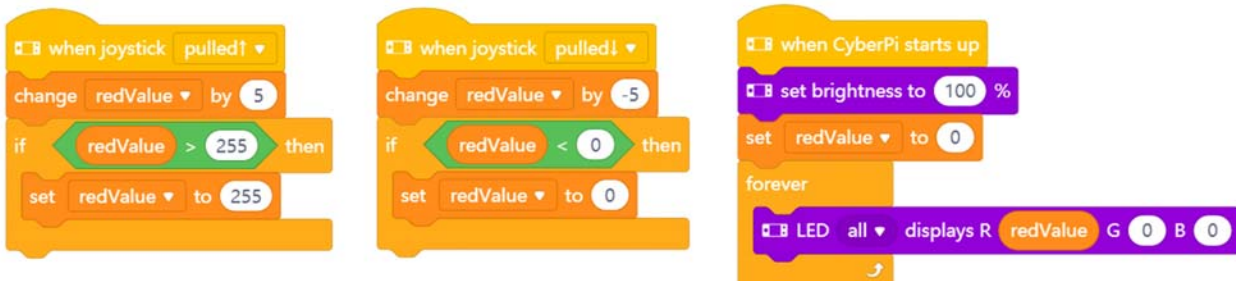 when joystick pulled↑
change redValue by 5
if redValue > 255 then
set redValue to 255
when joystick pulled↓
change redValue by -5
if redValue < 0 then
set redValue to 0
when CyberPi starts up
set brightness to 100 %
set redValue to 0
forever
LED all displays R redValue G 0 B 0